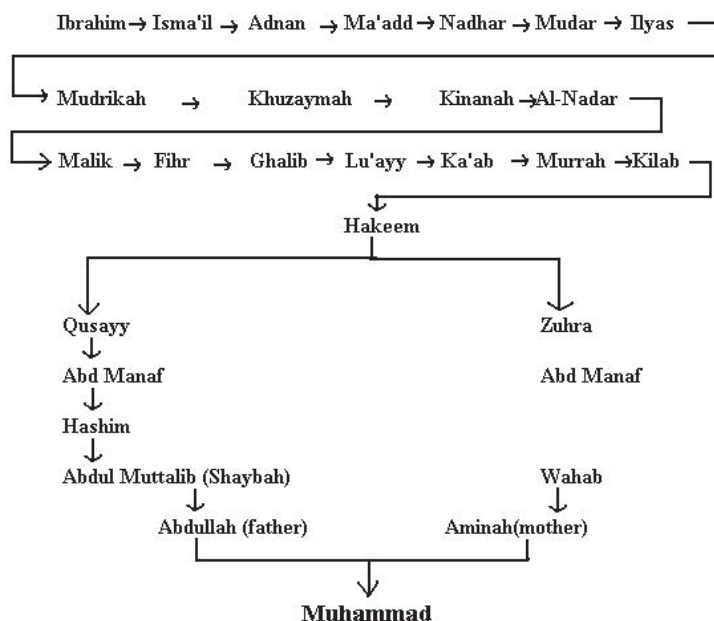 Ibrahim Isma'il Adnan Ma'add Nadhar Mudar Ilyas
Mudrikah Khuzaymah Kinanah Al-Nadar
Malik Fihr Ghalib Lu'ayy Ka'ab Murrah Kilab
Hakeem
Qusayy Zuhra
Abd Manaf Abd Manaf
Hashim
Abdul Muttalib (Shaybah) Wahab
Abdullah (father) Aminah(mother)
Muhammad